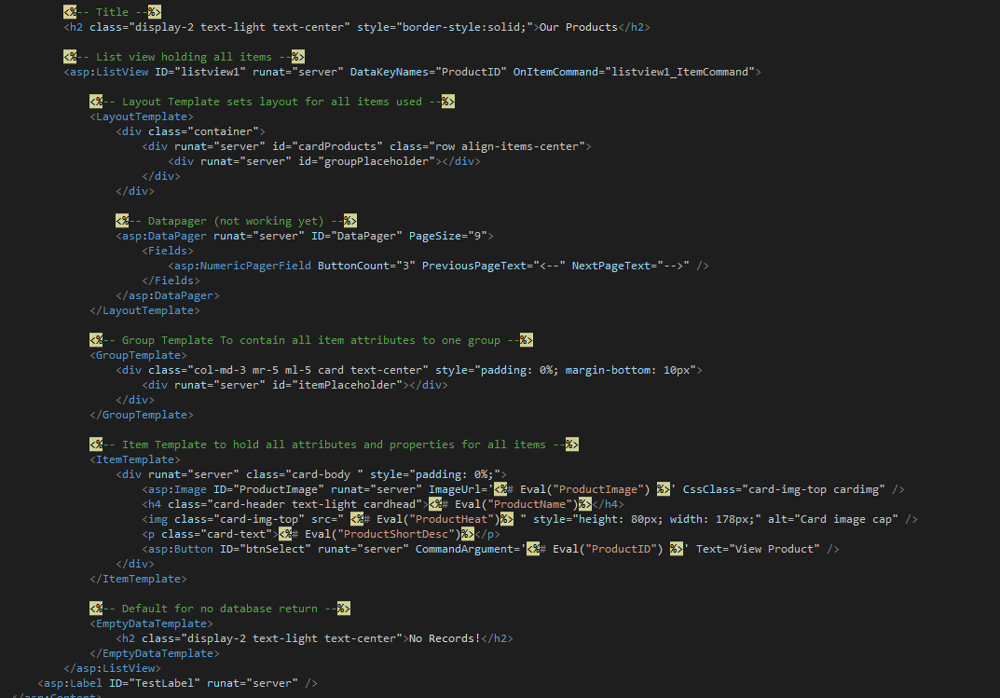 <%-- Title --%>
<h2 class="display-2 text-light text-center" style="border-style:solid;">Our Products</h2>
<%-- List view holding all items --%>
<asp:ListView ID="listview1" runat="server" DataKeyNames="ProductID" OnItemCommand="listview1_ItemCommand">
<%-- Layout Template sets layout for all items used --%>
<LayoutTemplate>
<div class="container">
<div runat="server" id="cardProducts" class="row align-items-center">
<div runat="server" id="groupPlaceholder"></div>
</div>
</div>
<%-- Datapager (not working yet) --%>
<asp:DataPager runat="server" ID="DataPager" PageSize="9">
<Fields>
<asp:NumericPagerField ButtonCount="3" PreviousPageText="<--" NextPageText="-->" />
</Fields>
</asp:DataPager>
</LayoutTemplate>
<%-- Group Template To contain all item attributes to one group --%>
<GroupTemplate>
<div class="col-md-3 mr-5 ml-5 card text-center" style="padding: 0%; margin-bottom: 10px">
<div runat="server" id="itemPlaceholder"></div>
</div>
</GroupTemplate>
<%-- Item Template to hold all attributes and properties for all items --%>
<ItemTemplate>
<div runat="server" class="card-body " style="padding: 0%;">
<asp:Image ID="ProductImage" runat="server" ImageUrl='<%# Eval("ProductImage") %>' CssClass="card-img-top cardimg" />
<h4 class="card-header text-light cardhead"><%# Eval("ProductName")%></h4>
<img class="card-img-top" src=" <%# Eval("ProductHeat")%> " style="height: 80px; width: 178px;" alt="Card image cap" />
<p class="card-text"><%# Eval("ProductShortDesc")%></p>
<asp:Button ID="btnSelect" runat="server" CommandArgument='<%# Eval("ProductID") %>' Text="View Product" />
</div>
</ItemTemplate>
<%-- Default for no database return --%>
<EmptyDataTemplate>
<h2 class="display-2 text-light text-center">No Records!</h2>
</EmptyDataTemplate>
</asp:ListView>
<asp:Label ID="TestLabel" runat="server" />
</asp:Content>